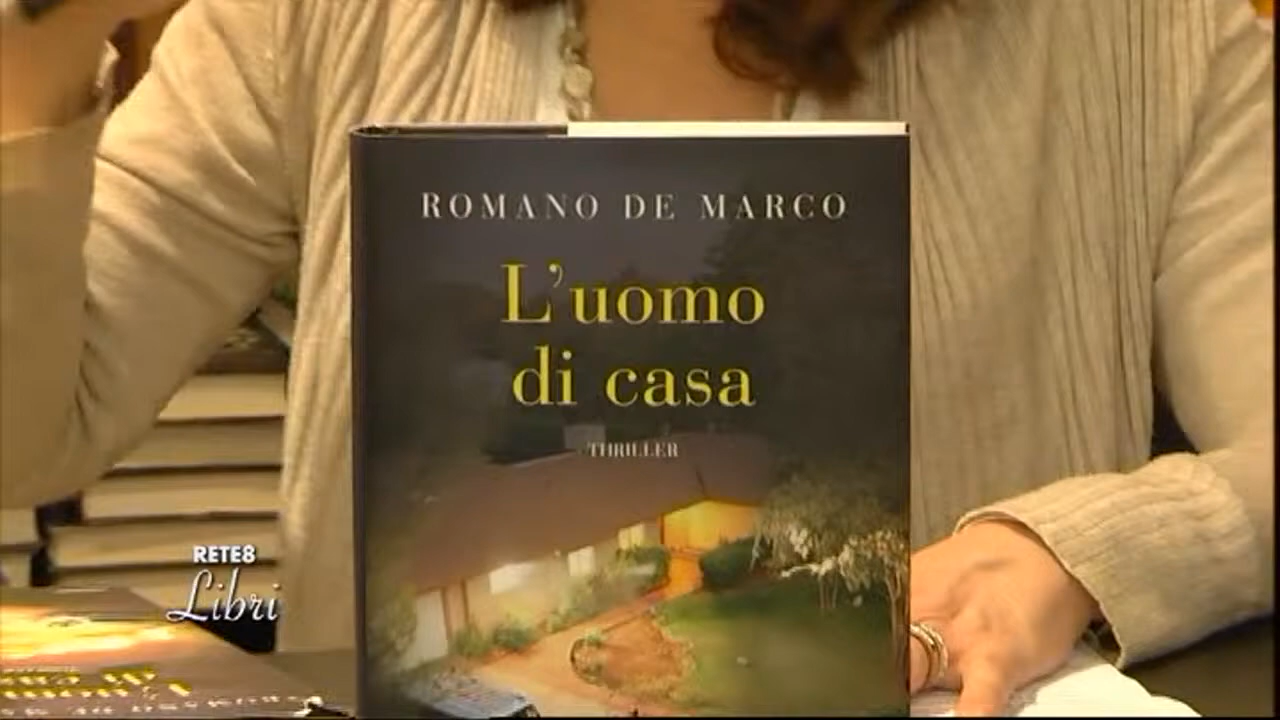 ROMANO DE MARCO
L'uomo
di casa
THRILLER
RETE8
Libri